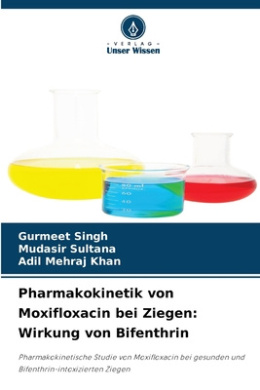 VERLAG
Unser Wissen
Gurmeet Singh
Mudasir Sultana
Adil Mehraj Khan
Pharmakokinetik von
Moxifloxacin bei Ziegen:
Wirkung von Bifenthrin
Pharmakokinetische Studie von Moxifloxacin bei gesunden und
Bifenthrin-intoxizierten Ziegen